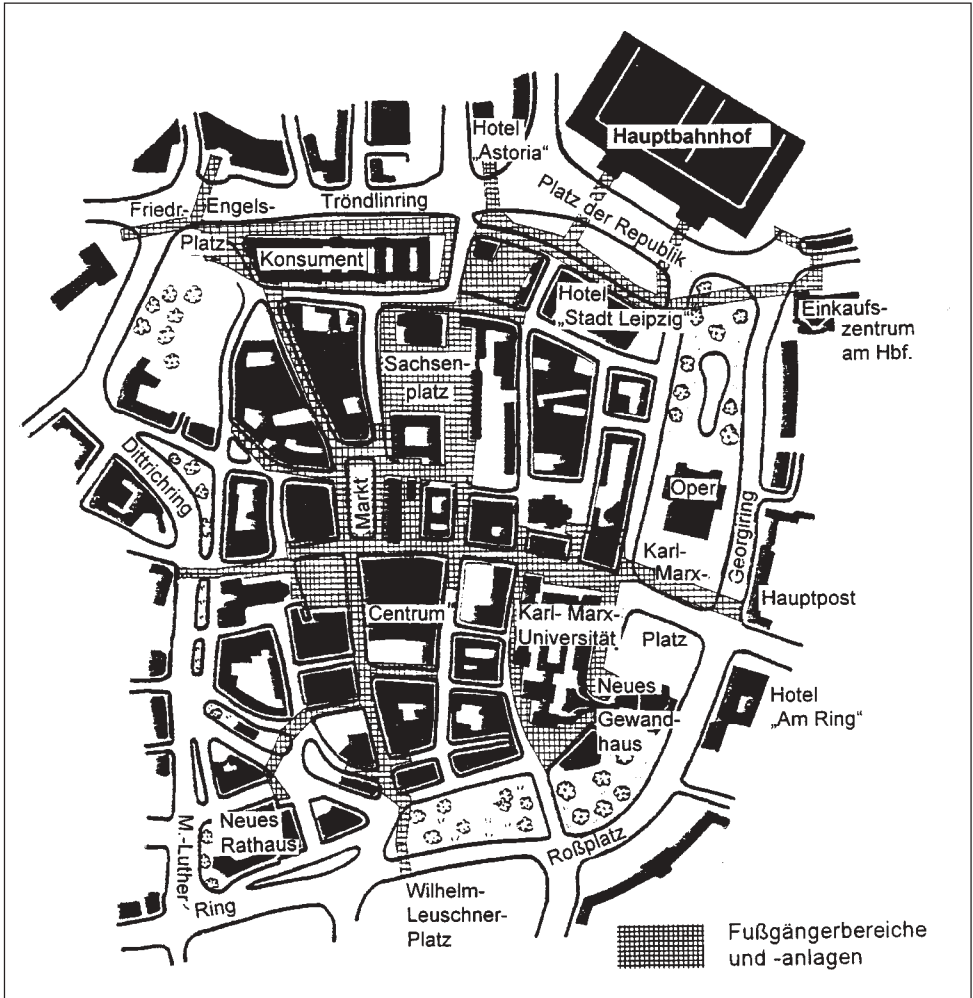 Hotel
„Astoria“
Hauptbahnhof
Platz der Republik
Friedr.-
Engels-
Platz
Tröndlinring
Konsument
Hotel
„Stadt Leipzig“
Einkaufs-
zentrum
am Hbf.
Sachsen-
platz
Dittrichring
Markt
Oper
Georgiring
Karl-
Marx-
Platz
Hauptpost
Centrum
Karl- Marx-
Universität
Neues
Gewand-
haus
Hotel
„Am Ring“
Neues
Rathaus
M.-Luther-
Ring
Roßplatz
Wilhelm-
Leuschner-
Platz
Fußgängerbereiche
und -anlagen